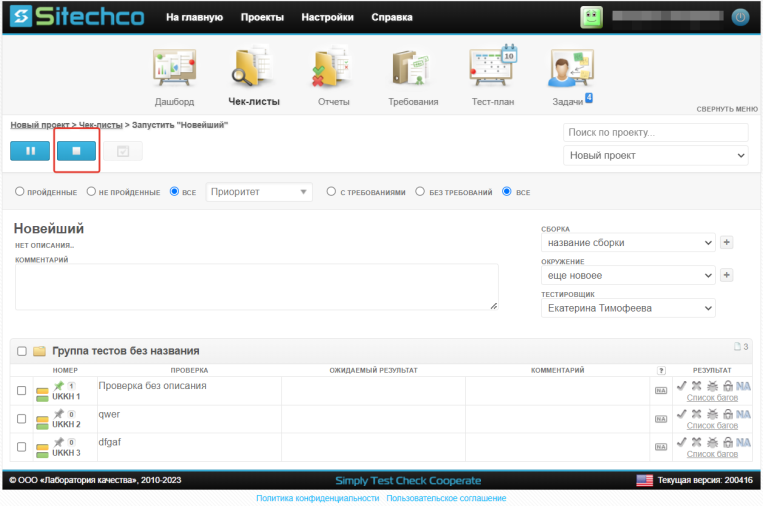 Sitechco На главную Проекты Настройки Справка
10
Дашборд Чек-листы Отчеты Требования Тест-план Задачи 4
СВЕРНУТЬ МЕНЮ
Новый проект > Чек-листы > Запустить "Новейший"
Поиск по проекту...
Новый проект
ПРОЙДЕННЫЕ НЕ ПРОЙДЕННЫЕ ВСЕ Приоритет С ТРЕБОВАНИЯМИ БЕЗ ТРЕБОВАНИЙ ВСЕ
Новейший
НЕТ ОПИСАНИЯ..
КОММЕНТАРИЙ
СБОРКА
название сборки
ОКРУЖЕНИЕ
еще новоее
ТЕСТИРОВЩИК
Екатерина Тимофеева
Группа тестов без названия 3
НОМЕР ПРОВЕРКА ОЖИДАЕМЫЙ РЕЗУЛЬТАТ КОММЕНТАРИЙ ? РЕЗУЛЬТАТ
1 Проверка без описания NA NA
UKKH 1 Список багов
0 qwer NA NA
UKKH 2 Список багов
0 dfgaf NA NA
UKKH 3 Список багов
© ООО «Лаборатория качества», 2010-2023 Simply Test Check Cooperate Текущая версия: 200416
Политика конфиденциальности Пользовательское соглашение